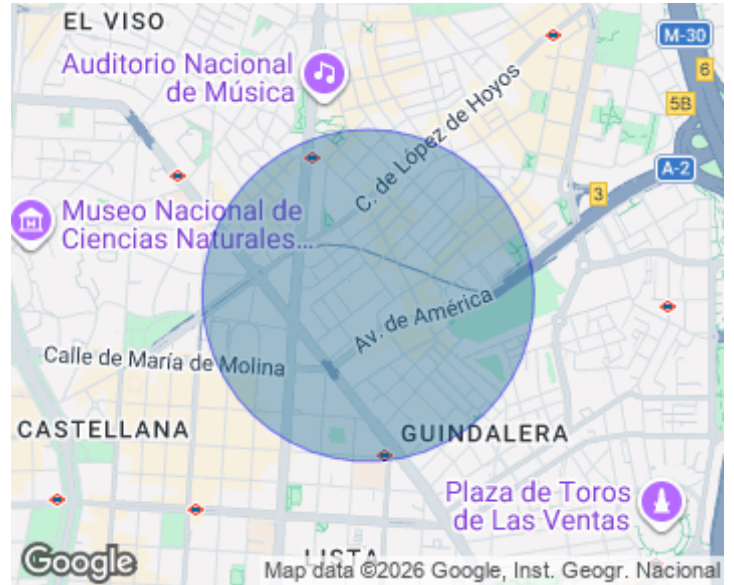 EL VISO
M-30
Auditorio Nacional
de Música
6
5B
C. de López de Hoyos
A-2
3
Museo Nacional de
Ciencias Naturales...
Av. de América
Calle de María de Molina
CASTELLANA
GUINDALERA
Plaza de Toros
de Las Ventas
LISTA
Google
Map data ©2026 Google, Inst. Geogr. Nacional